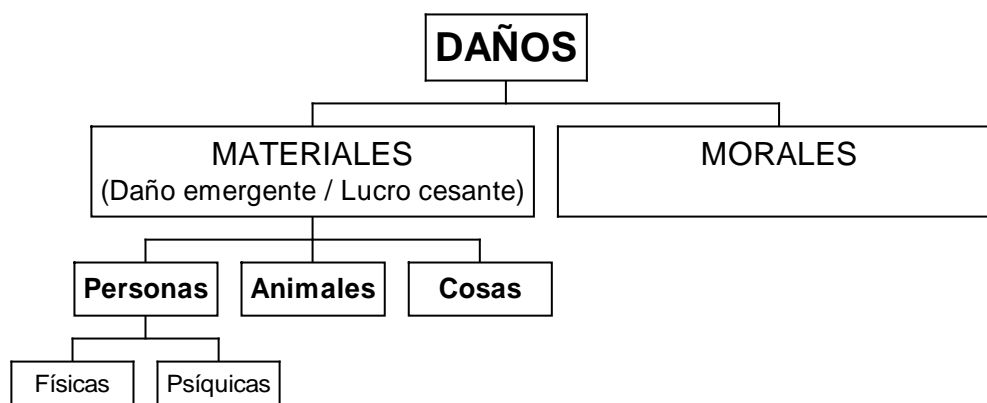 DAÑOS
MATERIALES
(Daño emergente / Lucro cesante)
MORALES
Personas
Animales
Cosas
Físicas
Psíquicas